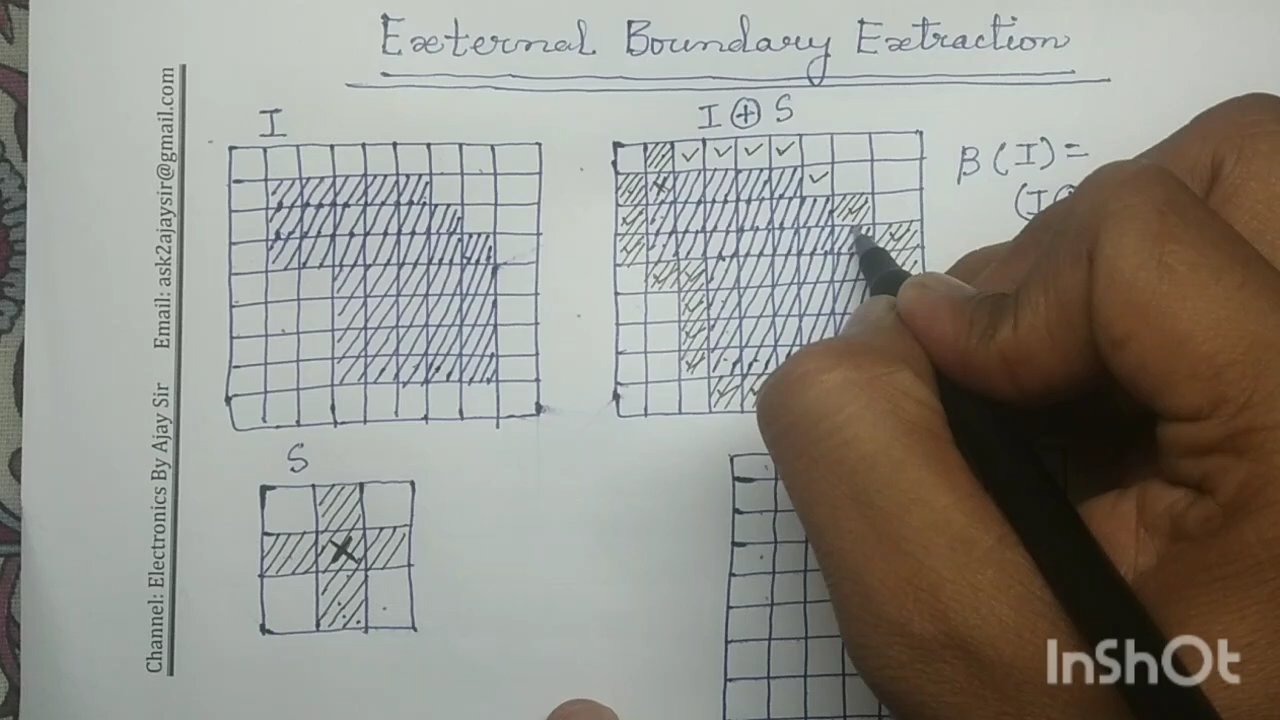 External Boundary Extraction
I
I ⊕ S
β(I) =
(I
S
Channel: Electronics By Ajay Sir Email: ask2ajaysir@gmail.com
InShOt